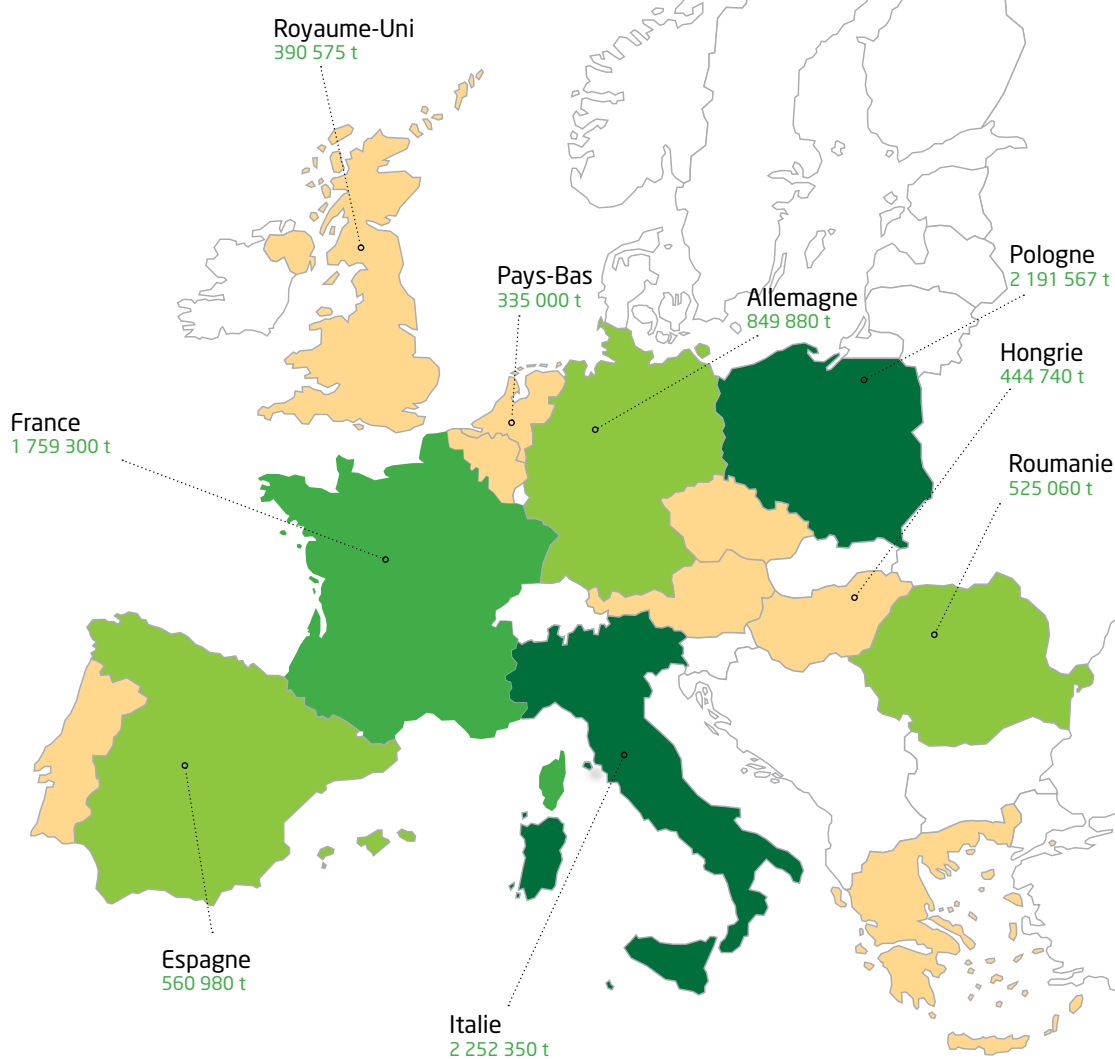 Royaume-Uni
390 575 t
Pays-Bas
335 000 t
Allemagne
849 880 t
Pologne
2 191 567 t
Hongrie
444 740 t
France
1 759 300 t
Roumanie
525 060 t
Espagne
560 980 t
Italie
2 252 350 t